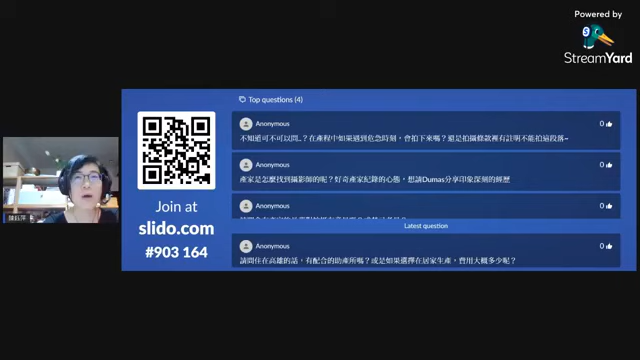 Powered by
StreamYard
Top questions (4)
Anonymous
0
不知道可不可以問...? 在產程中如果遇到危急時刻，會拍下來嗎? 還是拍攝條款裡有註明不能拍這段落~
Anonymous
0
產家是怎麼找到攝影師的呢? 好奇產家紀錄的心態，想請Dumas分享印象深刻的經歷
Anonymous
0
Latest question
Anonymous
0
請問住在高雄的話，有配合的助產所嗎? 或是如果選擇在居家生產，費用大概多少呢?
Join at
slido.com
#903 164